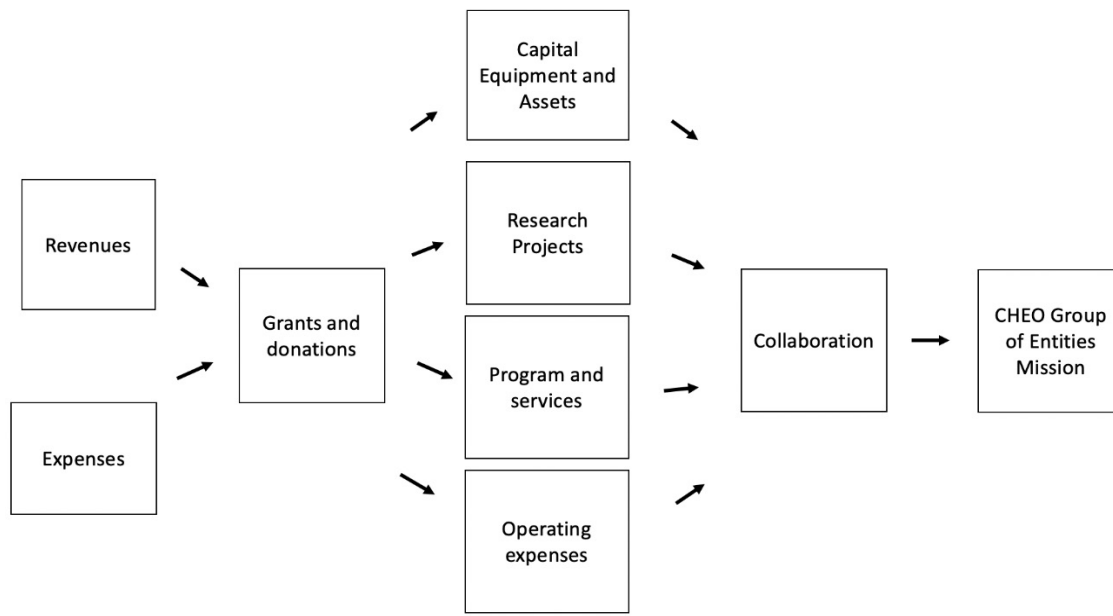 Revenues
Expenses
Grants and
donations
Capital
Equipment and
Assets
Research
Projects
Program and
services
Operating
expenses
Collaboration
CHEO Group
of Entities
Mission